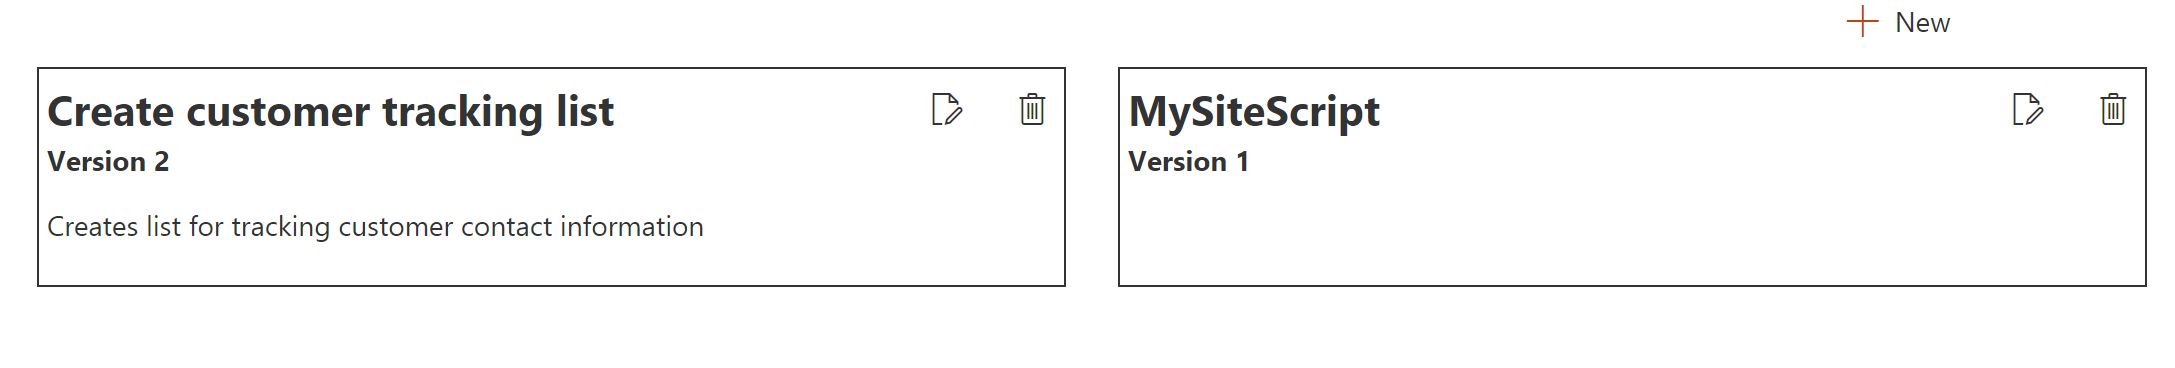 New
Create customer tracking list
Version 2
Creates list for tracking customer contact information
MySiteScript
Version 1